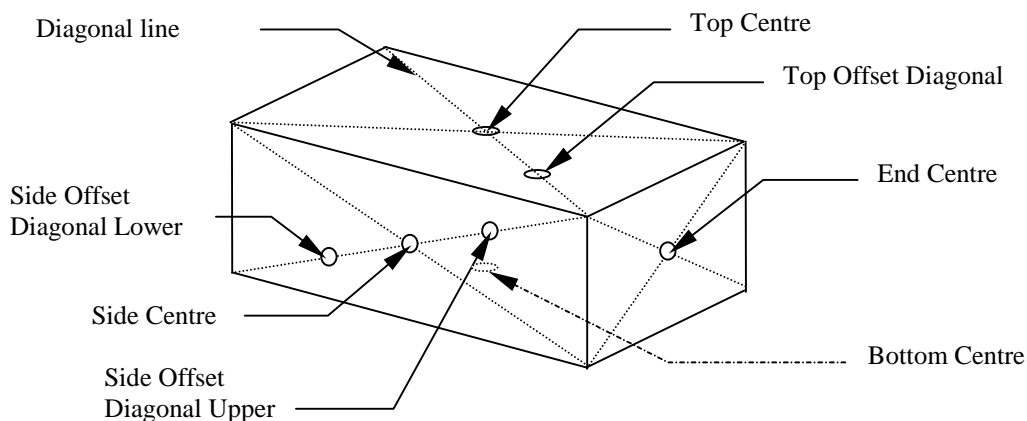 Diagonal line
Top Centre
Top Offset Diagonal
End Centre
Side Offset
Diagonal Lower
Side Centre
Bottom Centre
Side Offset
Diagonal Upper